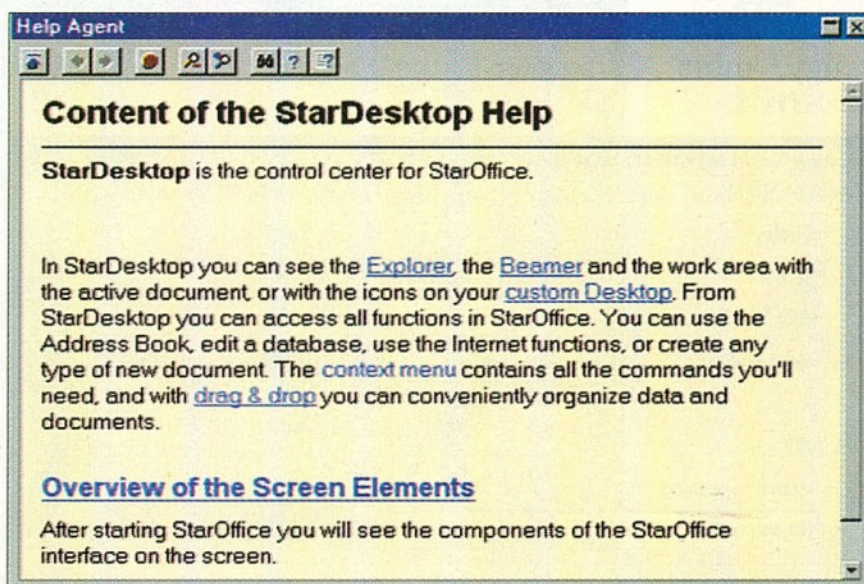 Help Agent
Content of the StarDesktop Help
StarDesktop is the control center for StarOffice.
In StarDesktop you can see the Explorer, the Beamer and the work area with
the active document, or with the icons on your custom Desktop. From
StarDesktop you can access all functions in StarOffice. You can use the
Address Book, edit a database, use the Internet functions, or create any
type of new document. The context menu contains all the commands you'll
need, and with drag & drop you can conveniently organize data and
documents.
Overview of the Screen Elements
After starting StarOffice you will see the components of the StarOffice
interface on the screen.